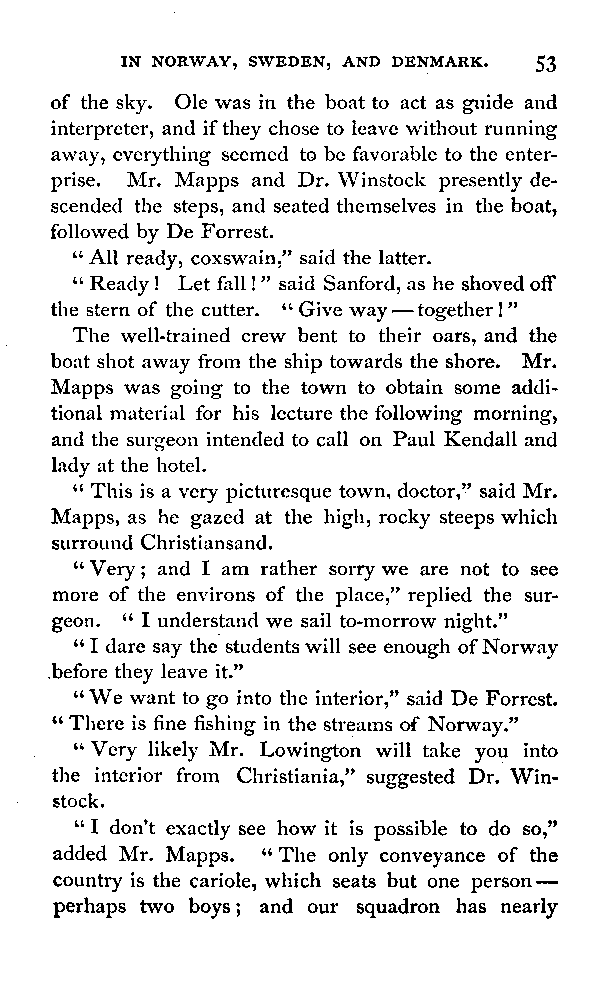 IN NORWAY, SWEDEN, AND DENMARK. 53
of the sky. Ole was in the boat to act as guide and
interpreter, and if they chose to leave without running
away, everything seemed to be favorable to the enter-
prise. Mr. Mapps and Dr. Winstock presently de-
scended the steps, and seated themselves in the boat,
followed by De Forrest.
“ All ready, coxswain,” said the latter.
“ Ready ! Let fall ! ” said Sanford, as he shoved off
the stern of the cutter. “ Give way — together ! ”
The well-trained crew bent to their oars, and the
boat shot away from the ship towards the shore. Mr.
Mapps was going to the town to obtain some addi-
tional material for his lecture the following morning,
and the surgeon intended to call on Paul Kendall and
lady at the hotel.
“ This is a very picturesque town, doctor,” said Mr.
Mapps, as he gazed at the high, rocky steeps which
surround Christiansand.
“ Very ; and I am rather sorry we are not to see
more of the environs of the place,” replied the sur-
geon. “ I understand we sail to-morrow night.”
“ I dare say the students will see enough of Norway
before they leave it.”
“ We want to go into the interior,” said De Forrest.
“ There is fine fishing in the streams of Norway.”
“ Very likely Mr. Lowington will take you into
the interior from Christiania,” suggested Dr. Win-
stock.
“ I don’t exactly see how it is possible to do so,”
added Mr. Mapps. “ The only conveyance of the
country is the cariole, which seats but one person —
perhaps two boys ; and our squadron has nearly